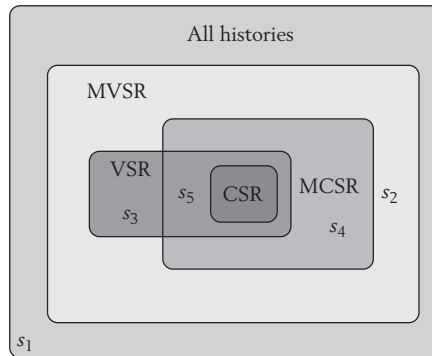 All histories
MVSR
VSR
CSR
MCSR
s₂
s₅
s₃
s₄
s₁